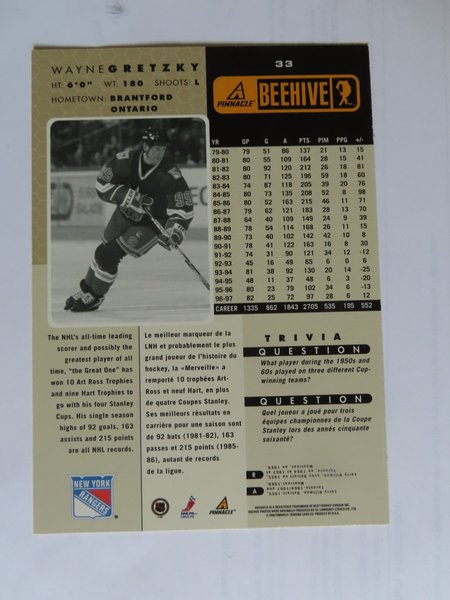 WAYNE GRETZKY
HT: 6'0" WT: 180 SHOOTS: L
HOMETOWN: BRANTFORD
ONTARIO
33
PINNACLE
BEEHIVE
YR GP G A PTS PIM PPG +/-
79-80 79 51 86 137 21 13 15
80-81 80 55 109 164 28 15 41
81-82 80 92 120 212 26 18 81
82-83 80 71 125 196 59 18 60
83-84 74 87 118 205 39 20 76
84-85 80 73 135 208 52 8 98
85-86 80 52 163 215 46 11 71
86-87 79 62 121 183 28 13 70
87-88 64 40 109 149 24 9 39
88-89 78 54 114 168 26 11 15
89-90 73 40 102 142 42 10 8
90-91 78 41 122 163 16 8 30
91-92 74 31 90 121 34 12 -12
92-93 45 16 49 65 6 0 6
93-94 81 38 92 130 20 14 -25
94-95 48 11 37 48 6 3 -20
95-96 80 23 79 102 34 6 -13
96-97 82 25 72 97 28 6 12
CAREER 1335 862 1843 2705 535 195 552
The NHL's all-time leading
scorer and possibly the
greatest player of all
time, "the Great One" has
won 10 Art Ross Trophies
and nine Hart Trophies to
go with his four Stanley
Cups. His single season
highs of 92 goals, 163
assists and 215 points
are all NHL records.
Le meilleur marqueur de la
LNH et probablement le plus
grand joueur de l'histoire du
hockey, la «Merveille» a
remporté 10 trophées Art-
Ross et neuf Hart, en plus
de quatre Coupes Stanley.
Ses meilleurs résultats en
carrière pour une saison sont
de 92 buts (1981-82), 163
passes et 215 points (1985-
86), autant de records
de la ligue.
TRIVIA
QUESTION
What player during the 1950s and
60s played on three different Cup-
winning teams?
QUESTION
Quel joueur a joué pour trois
équipes championnes de la Coupe
Stanley lors des années cinquante
soixante?
R
A
NEW YORK
RANGERS
PINNACLE